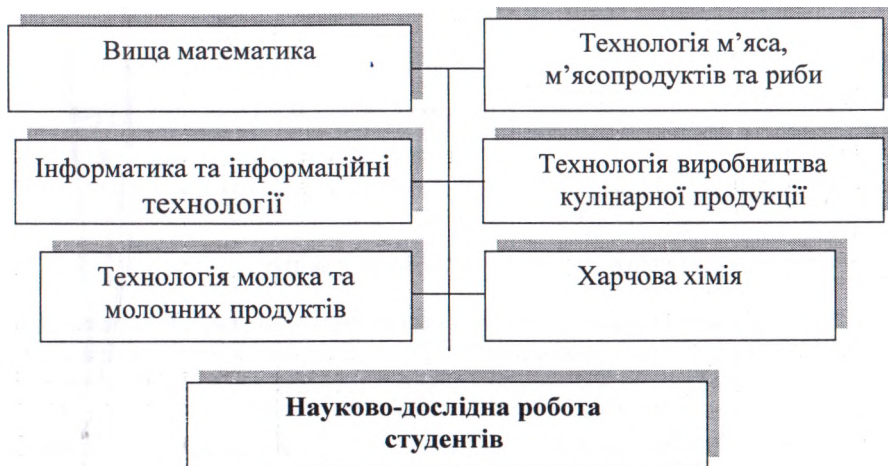 Вища математика
Технологія м’яса,
м’ясопродуктів та риби
Інформатика та інформаційні
технології
Технологія виробництва
кулінарної продукції
Технологія молока та
молочних продуктів
Харчова хімія
Науково-дослідна робота
студентів